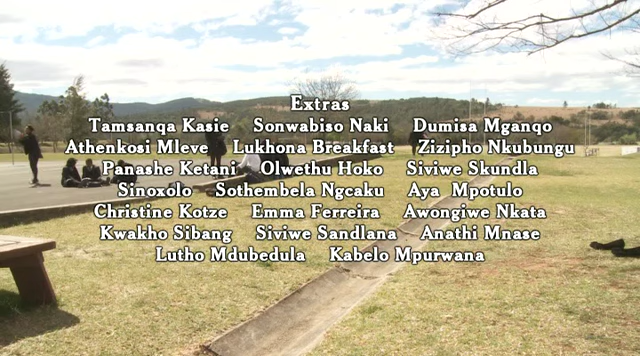 Extras
Tamsanqa Kasie Sonwabiso Naki Dumisa Mganqo
Athenkosi Mleve Lukhona Breakfast Zizipho Nkubungu
Panashe Ketani Olwethu Hoko Siviwe Skundla
Sinoxolo Sothembela Ngcaku Aya Mpotulo
Christine Kotze Emma Ferreira Awongiwe Nkata
Kwakho Sibang Siviwe Sandlana Anathi Mnase
Lutho Mdubedula Kabelo Mpurwana